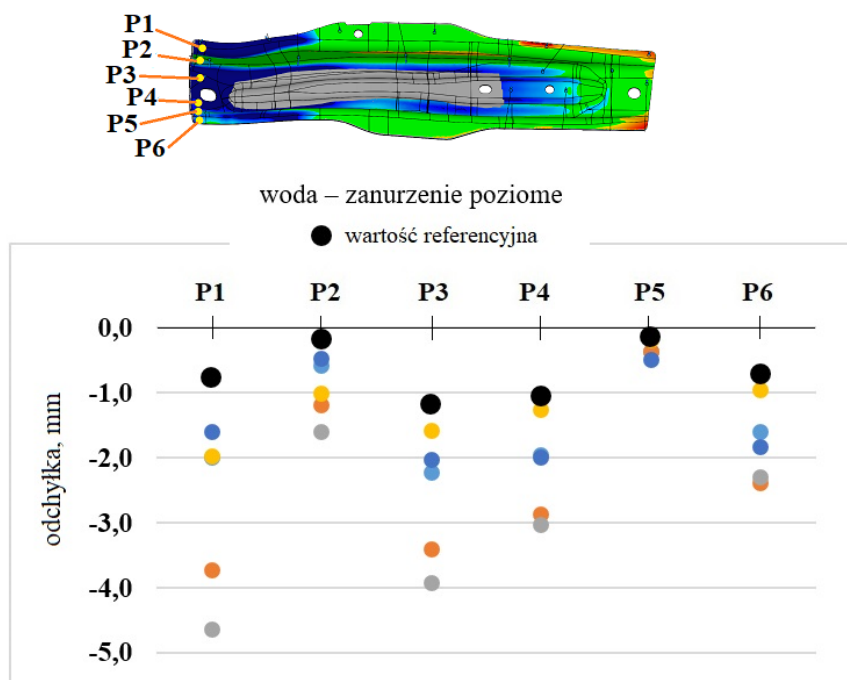 P1
P2
P3
P4
P5
P6
woda – zanurzenie poziome
wartość referencyjna
P1 P2 P3 P4 P5 P6
0,0
-1,0
-2,0
-3,0
-4,0
-5,0
odchyłka, mm